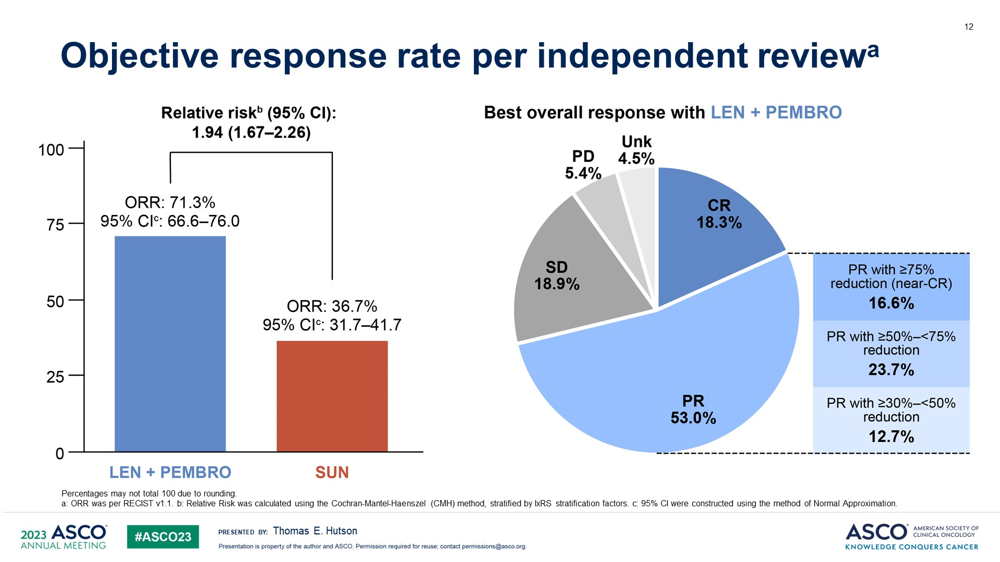 12
Objective response rate per independent reviewᵃ
Relative riskᵇ (95% CI):
1.94 (1.67–2.26)
100
75
50
25
0
ORR: 71.3%
95% CIᶜ: 66.6–76.0
ORR: 36.7%
95% CIᶜ: 31.7–41.7
LEN + PEMBRO
SUN
Best overall response with LEN + PEMBRO
Unk
4.5%
PD
5.4%
CR
18.3%
SD
18.9%
PR
53.0%
PR with ≥75%
reduction (near-CR)
16.6%
PR with ≥50%–<75%
reduction
23.7%
PR with ≥30%–<50%
reduction
12.7%
Percentages may not total 100 due to rounding.
a: ORR was per RECIST v1.1. b: Relative Risk was calculated using the Cochran-Mantel-Haenszel (CMH) method, stratified by IxRS stratification factors. c: 95% CI were constructed using the method of Normal Approximation.
2023 ASCO®
ANNUAL MEETING
#ASCO23
PRESENTED BY: Thomas E. Hutson
Presentation is property of the author and ASCO. Permission required for reuse; contact permissions@asco.org.
ASCO® AMERICAN SOCIETY OF
CLINICAL ONCOLOGY
KNOWLEDGE CONQUERS CANCER